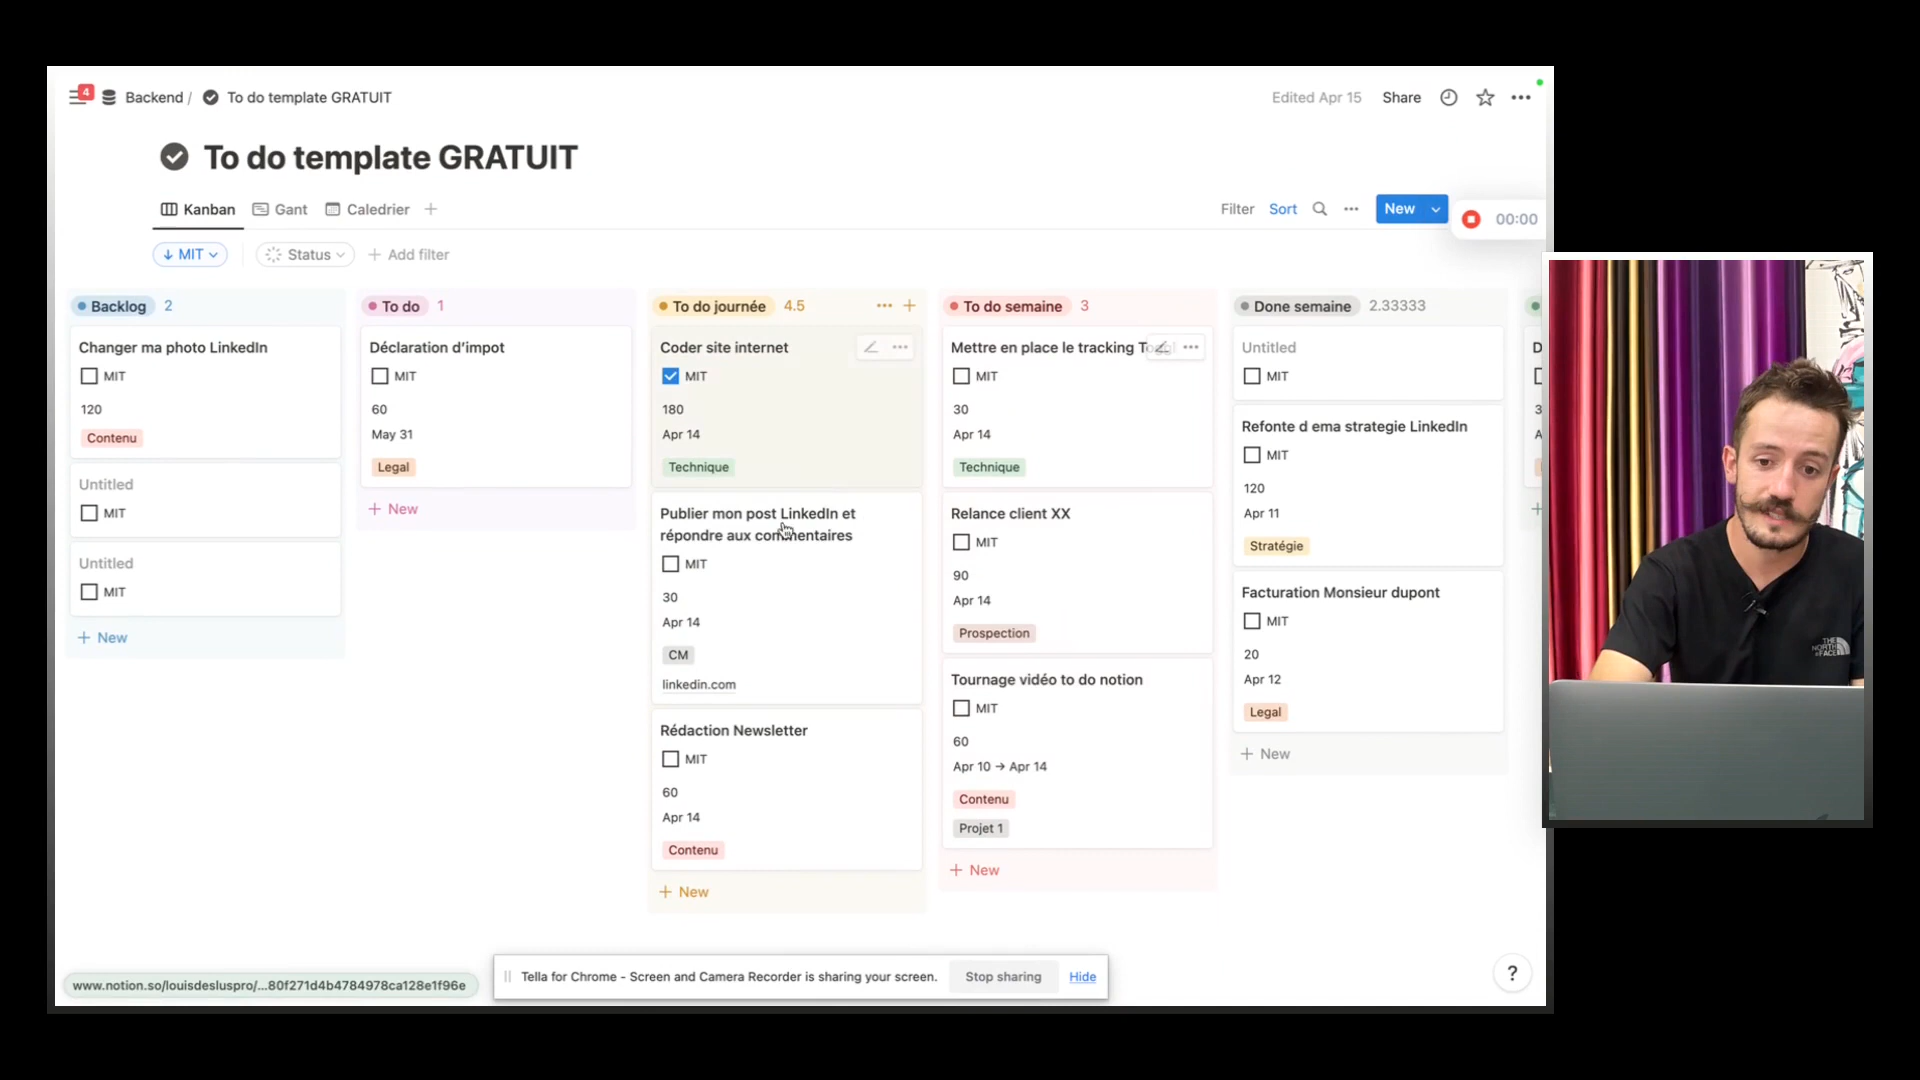 4
Backend / To do template GRATUIT
Edited Apr 15 Share
To do template GRATUIT
Kanban Gant Caledrier
Filter Sort New
00:00
MIT Status Add filter
Backlog 2
Changer ma photo LinkedIn
MIT
120
Contenu
Untitled
MIT
Untitled
MIT
New
To do 1
Déclaration d'impot
MIT
60
May 31
Legal
New
To do journée 4.5
Coder site internet
MIT
180
Apr 14
Technique
Publier mon post LinkedIn et
répondre aux commentaires
MIT
30
Apr 14
CM
linkedin.com
Rédaction Newsletter
MIT
60
Apr 14
Contenu
New
To do semaine 3
Mettre en place le tracking
MIT
30
Apr 14
Technique
Relance client XX
MIT
90
Apr 14
Prospection
Tournage vidéo to do notion
MIT
60
Apr 10 → Apr 14
Contenu
Projet 1
New
Done semaine 2.33333
Untitled
MIT
Refonte d ema strategie LinkedIn
MIT
120
Apr 11
Stratégie
Facturation Monsieur dupont
MIT
20
Apr 12
Legal
New
D
3
A
THE
NORTH
FACE
www.notion.so/louisdesluspro/...80f271d4b4784978ca128e1f96e
Tella for Chrome - Screen and Camera Recorder is sharing your screen. Stop sharing Hide
?